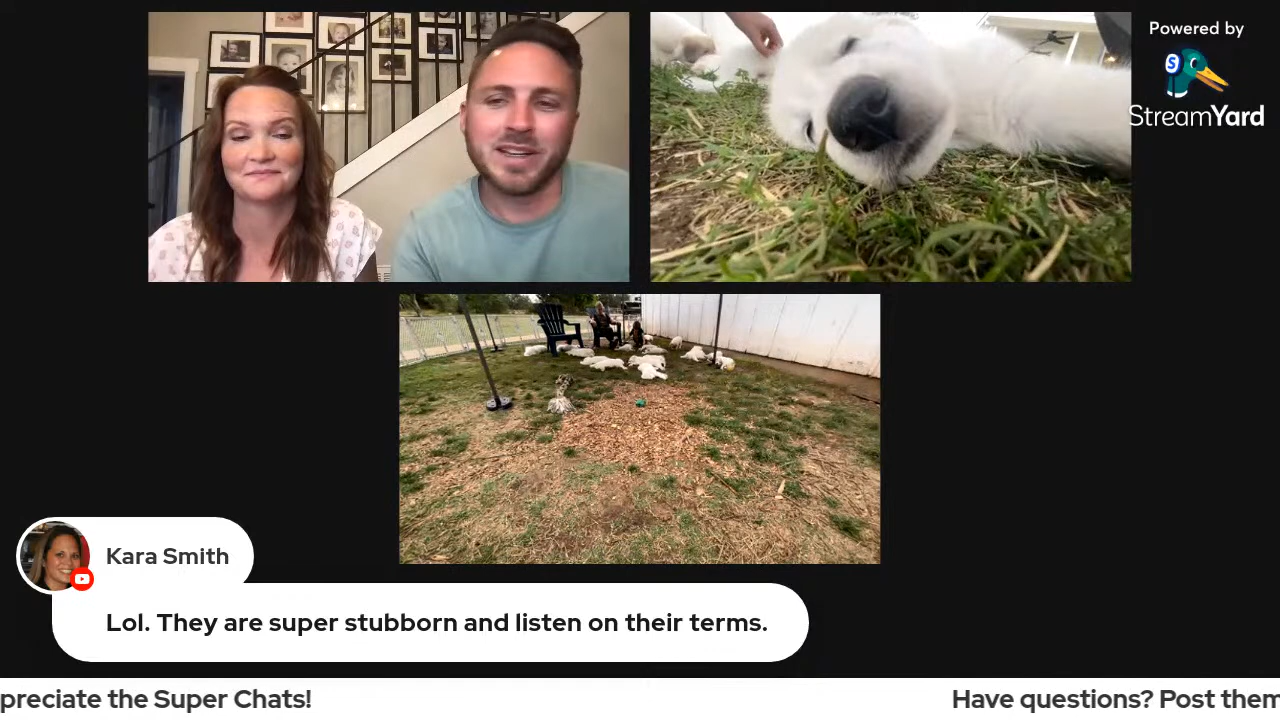 Powered by
StreamYard
Kara Smith
Lol. They are super stubborn and listen on their terms.
preciate the Super Chats!
Have questions? Post them